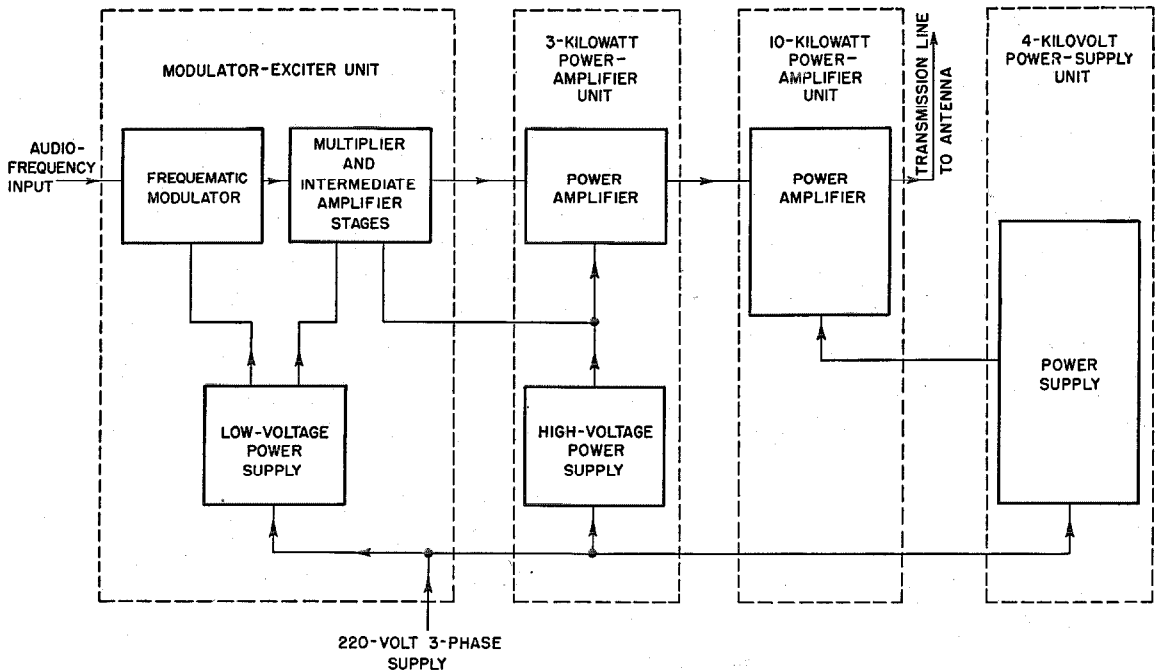 MODULATOR-EXCITER UNIT
3-KILOWATT
POWER-
AMPLIFIER
UNIT
10-KILOWATT
POWER-
AMPLIFIER
UNIT
TRANSMISSION LINE
TO ANTENNA
4-KILOVOLT
POWER-SUPPLY
UNIT
AUDIO-
FREQUENCY
INPUT
FREQUEMATIC
MODULATOR
MULTIPLIER
AND
INTERMEDIATE
AMPLIFIER
STAGES
POWER
AMPLIFIER
POWER
AMPLIFIER
LOW-VOLTAGE
POWER
SUPPLY
HIGH-VOLTAGE
POWER
SUPPLY
POWER
SUPPLY
220-VOLT 3-PHASE
SUPPLY